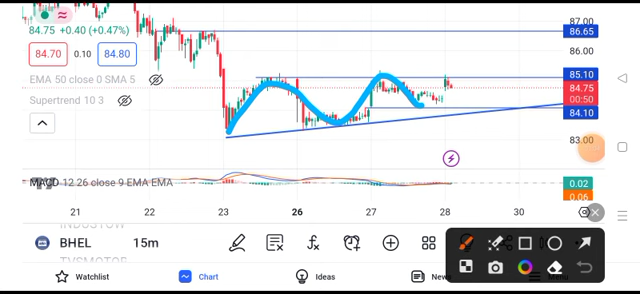 87.00
84.75 +0.40 (+0.47%)
86.65
84.70 0.10 84.80
86.00
EMA 50 close 0 SMA 5
85.10
Supertrend 10 3
84.75
00:50
84.10
83.00
MACD 12 26 close 9 EMA EMA
0.02
0.06
21 22 23 26 27 28 30
INDUSTOW
BHEL 15m
Watchlist Chart Ideas News Menu